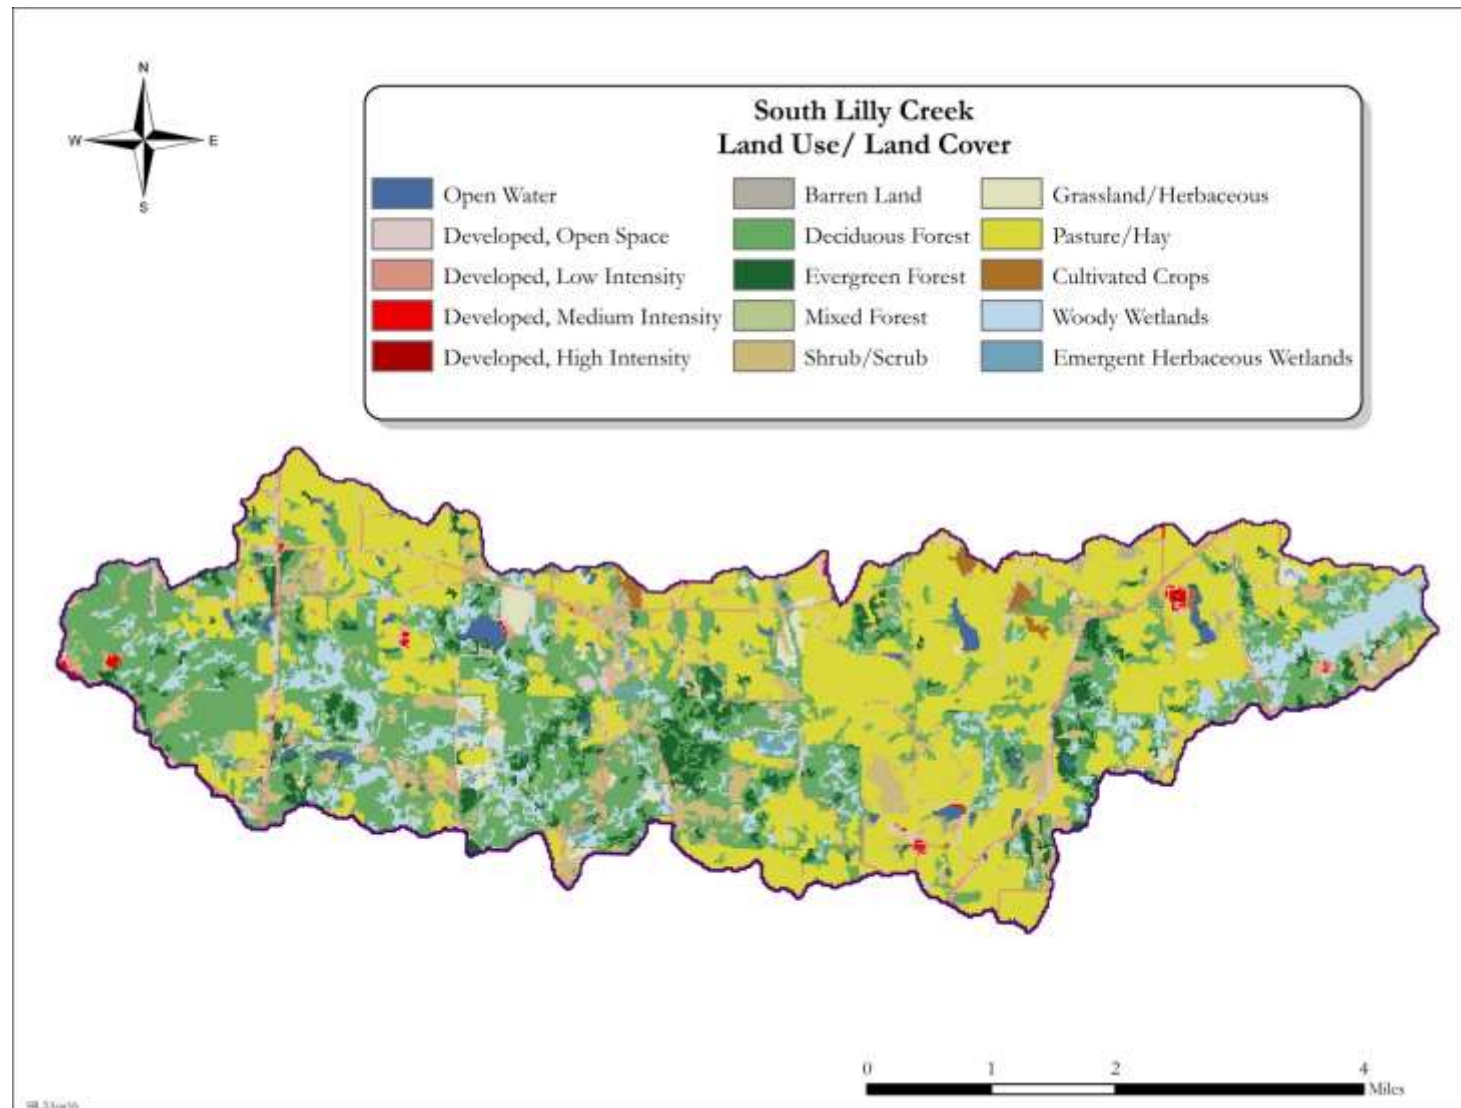 N
W E
S
South Lilly Creek
Land Use/ Land Cover
Open Water
Developed, Open Space
Developed, Low Intensity
Developed, Medium Intensity
Developed, High Intensity
Barren Land
Deciduous Forest
Evergreen Forest
Mixed Forest
Shrub/Scrub
Grassland/Herbaceous
Pasture/Hay
Cultivated Crops
Woody Wetlands
Emergent Herbaceous Wetlands
0 1 2 4
Miles